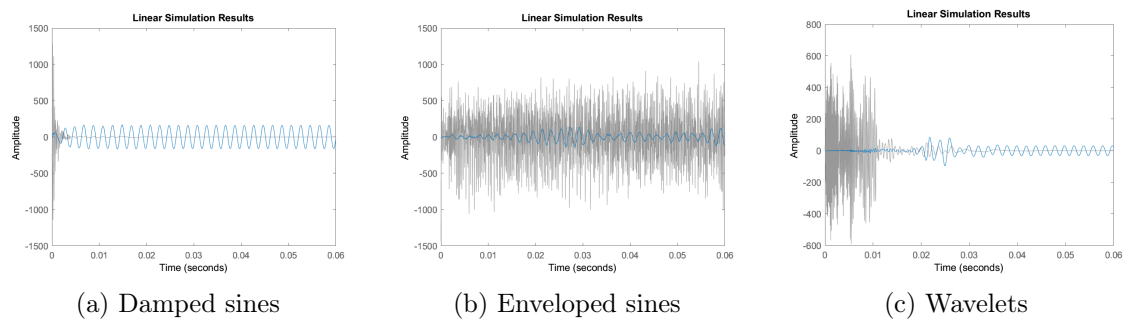 Linear Simulation Results
1500
1000
500
0
-500
-1000
-1500
0 0.01 0.02 0.03 0.04 0.05 0.06
Amplitude
Time (seconds)
(a) Damped sines
Linear Simulation Results
1500
1000
500
0
-500
-1000
-1500
0 0.01 0.02 0.03 0.04 0.05 0.06
Amplitude
Time (seconds)
(b) Enveloped sines
Linear Simulation Results
800
600
400
200
0
-200
-400
-600
0 0.01 0.02 0.03 0.04 0.05 0.06
Amplitude
Time (seconds)
(c) Wavelets